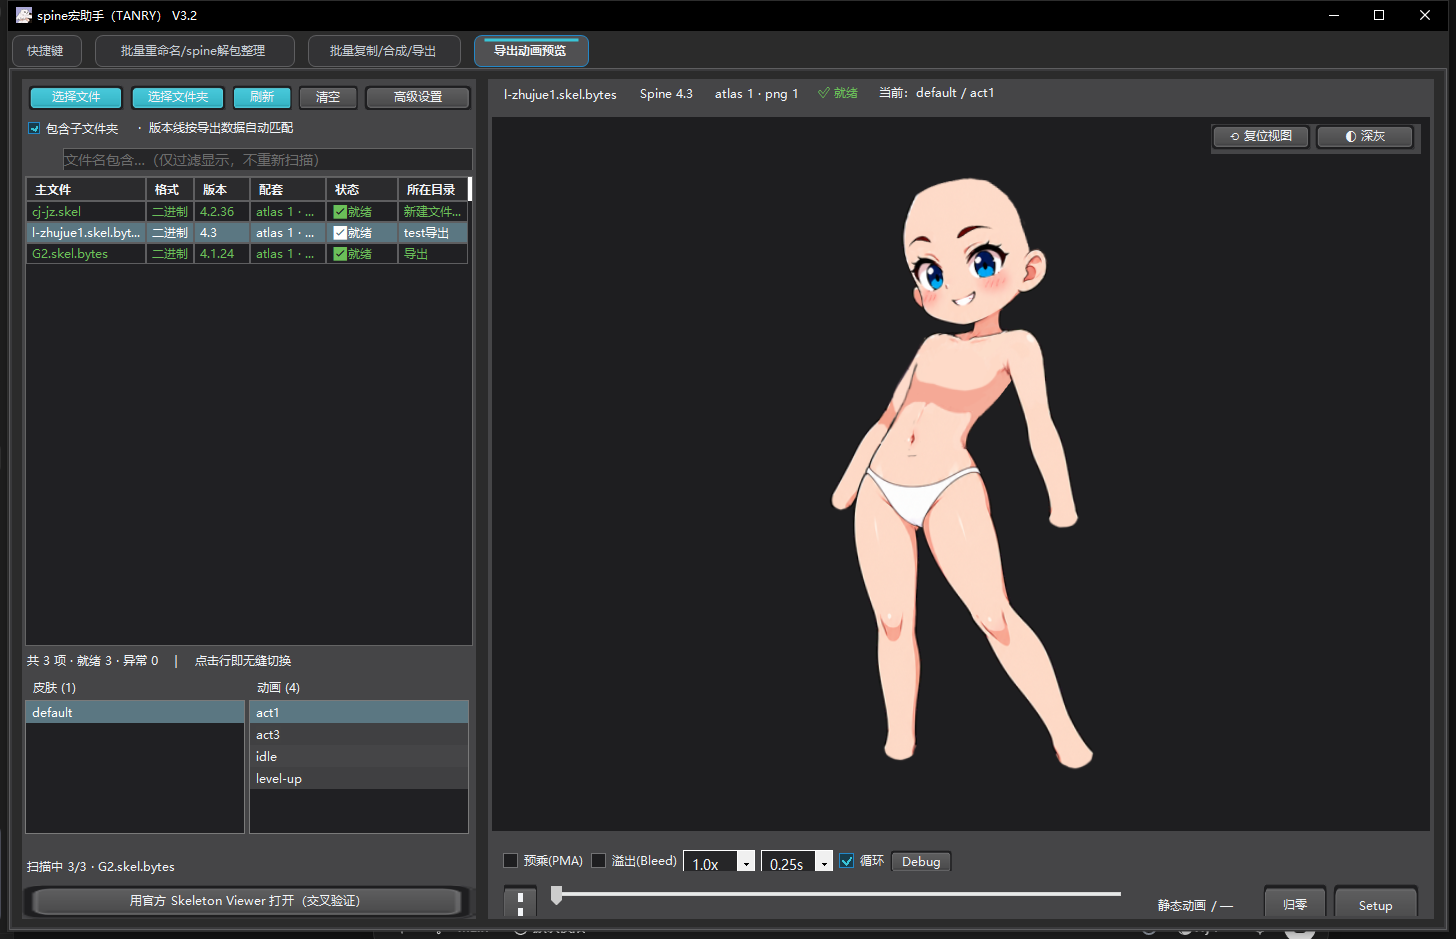 spine宏助手（TANRY） V3.2
快捷键 批量重命名/spine解包整理 批量复制/合成/导出 导出动画预览
选择文件 选择文件夹 刷新 清空 高级设置
包含子文件夹 · 版本线按导出数据自动匹配
文件名包含...（仅过滤显示，不重新扫描）
主文件 格式 版本 配套 状态 所在目录
cj-jz.skel 二进制 4.2.36 atlas 1 · ... 就绪 新建文件...
l-zhujue1.skel.byt... 二进制 4.3 atlas 1 · ... 就绪 test导出
G2.skel.bytes 二进制 4.1.24 atlas 1 · ... 就绪 导出
共 3 项 · 就绪 3 · 异常 0 | 点击行即无缝切换
皮肤 (1) 动画 (4)
default act1
act3
idle
level-up
扫描中 3/3 · G2.skel.bytes
用官方 Skeleton Viewer 打开（交叉验证）
l-zhujue1.skel.bytes Spine 4.3 atlas 1 · png 1 就绪 当前：default / act1
复位视图 深灰
预乘(PMA) 溢出(Bleed) 1.0x 0.25s 循环 Debug
静态动画 / — 归零 Setup